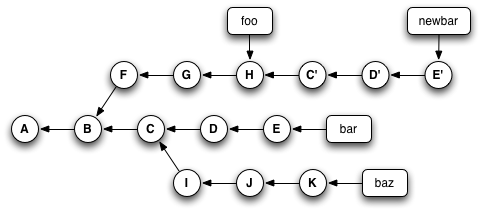 foo newbar
F G H C' D' E'
A B C D E bar
I J K baz